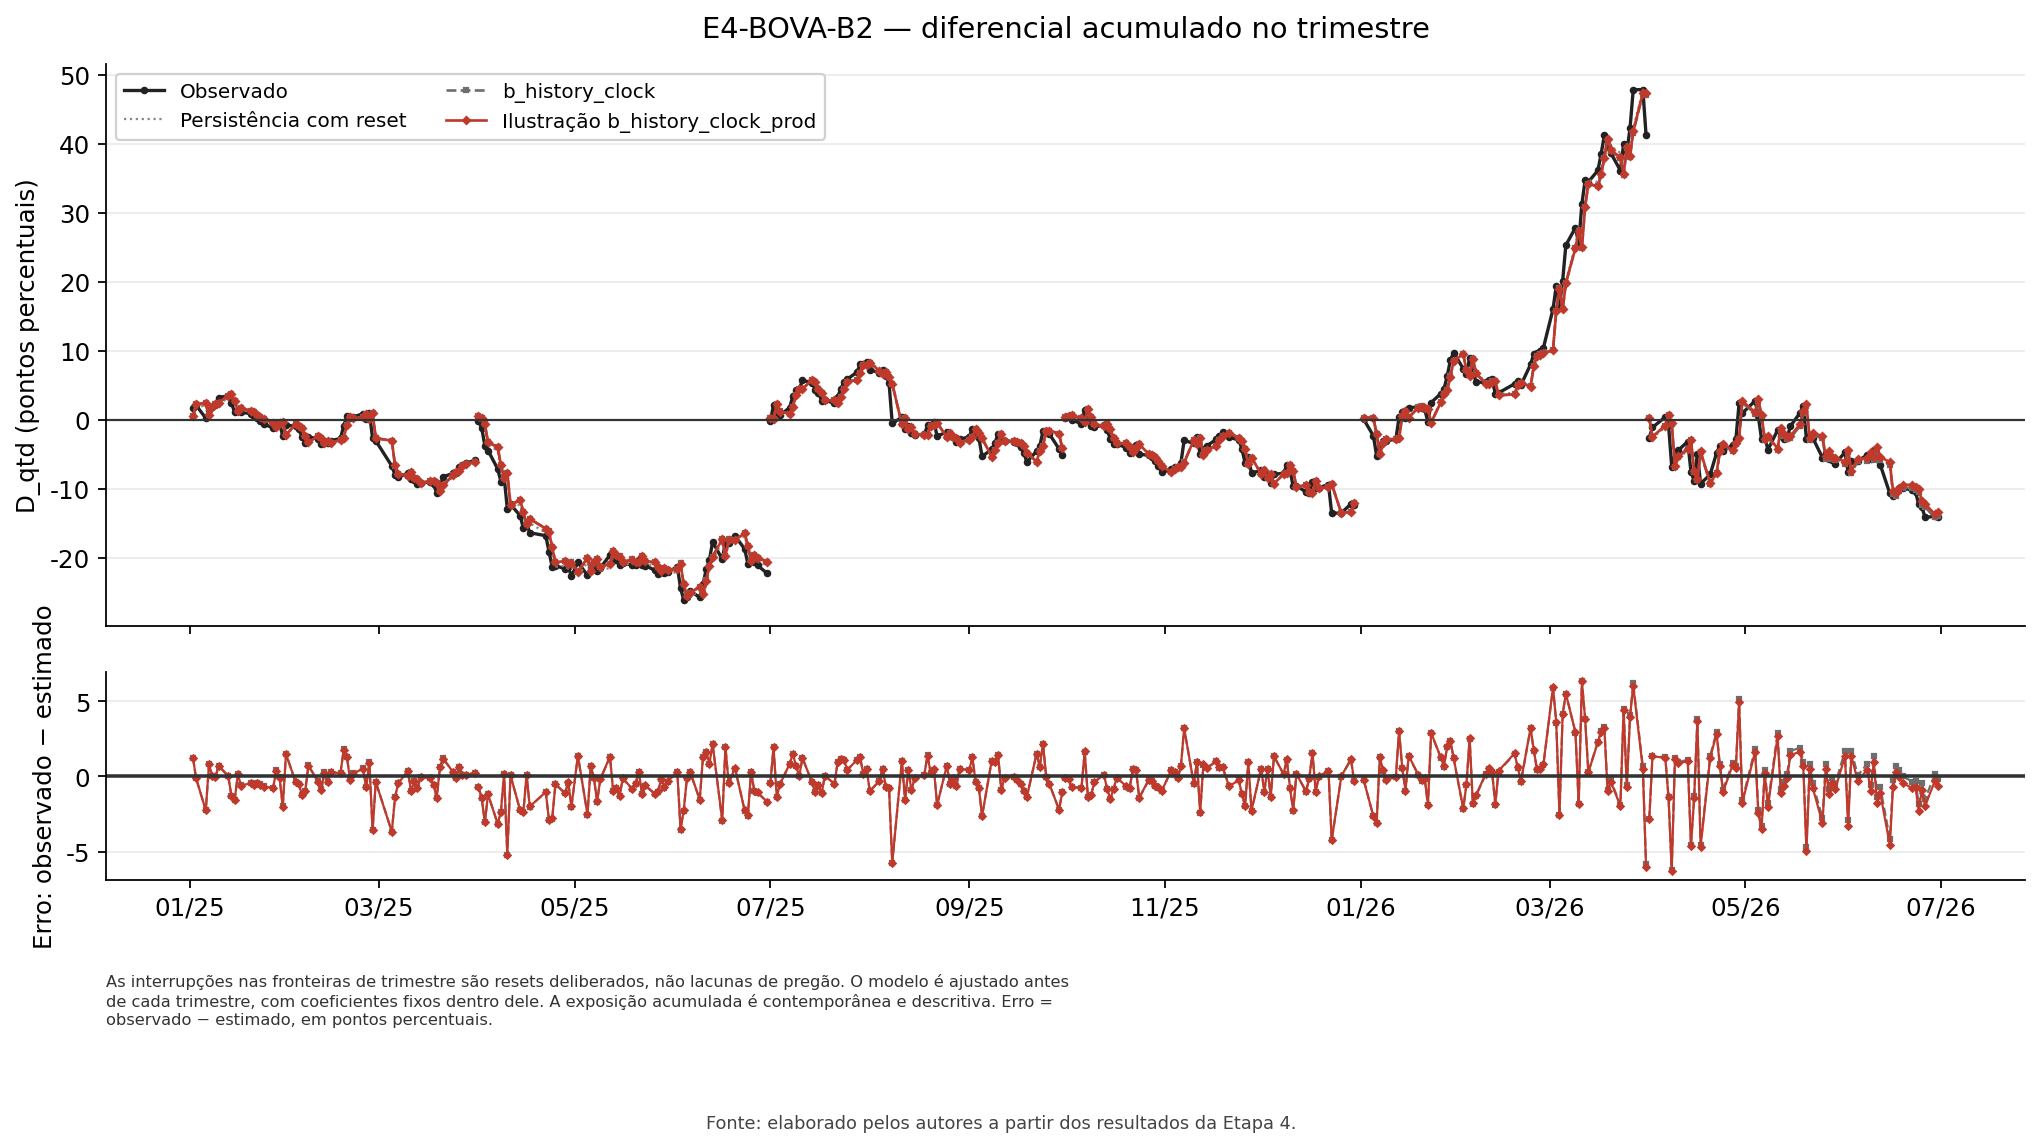 E4-BOVA-B2 — diferencial acumulado no trimestre
Observado
Persistência com reset
b_history_clock
Ilustração b_history_clock_prod
D_qtd (pontos percentuais)
50
40
30
20
10
0
-10
-20
Erro: observado − estimado
5
0
-5
01/25 03/25 05/25 07/25 09/25 11/25 01/26 03/26 05/26 07/26
As interrupções nas fronteiras de trimestre são resets deliberados, não lacunas de pregão. O modelo é ajustado antes
de cada trimestre, com coeficientes fixos dentro dele. A exposição acumulada é contemporânea e descritiva. Erro =
observado − estimado, em pontos percentuais.
Fonte: elaborado pelos autores a partir dos resultados da Etapa 4.